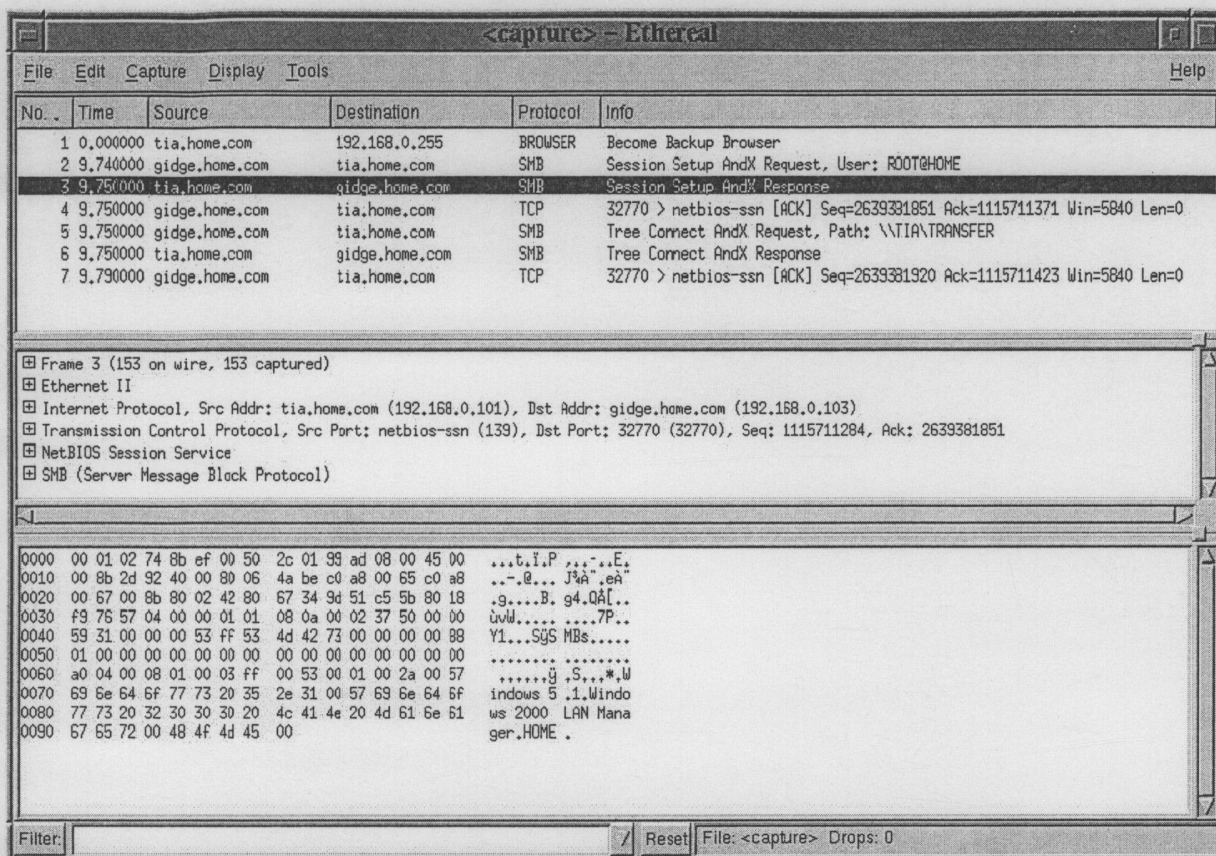 <capture> – Ethereal
File Edit Capture Display Tools Help
No. . Time Source Destination Protocol Info
1 0.000000 tia.home.com 192.168.0.255 BROWSER Become Backup Browser
2 9.740000 gidge.home.com tia.home.com SMB Session Setup AndX Request, User: ROOT@HOME
3 9.750000 tia.home.com gidge.home.com SMB Session Setup AndX Response
4 9.750000 gidge.home.com tia.home.com TCP 32770 > netbios-ssn [ACK] Seq=2639381851 Ack=1115711371 Win=5840 Len=0
5 9.750000 gidge.home.com tia.home.com SMB Tree Connect AndX Request, Path: \\TIA\TRANSFER
6 9.750000 tia.home.com gidge.home.com SMB Tree Connect AndX Response
7 9.790000 gidge.home.com tia.home.com TCP 32770 > netbios-ssn [ACK] Seq=2639381920 Ack=1115711423 Win=5840 Len=0
Frame 3 (153 on wire, 153 captured)
Ethernet II
Internet Protocol, Src Addr: tia.home.com (192.168.0.101), Dst Addr: gidge.home.com (192.168.0.103)
Transmission Control Protocol, Src Port: netbios-ssn (139), Dst Port: 32770 (32770), Seq: 1115711284, Ack: 2639381851
NetBIOS Session Service
SMB (Server Message Block Protocol)
0000 00 01 02 74 8b ef 00 50 2c 01 99 ad 08 00 45 00 ...t.ï.P ,..-..E.
0010 00 8b 2d 92 40 00 80 06 4a be c0 a8 00 65 c0 a8 ..-.@... J¾À¨.eÀ¨
0020 00 67 00 8b 80 02 42 80 67 34 9d 51 c5 5b 80 18 .g....B. g4.QÅ[..
0030 f9 76 57 04 00 00 01 01 08 0a 00 02 37 50 00 00 ùvW..... ....7P..
0040 59 31 00 00 00 53 ff 53 4d 42 73 00 00 00 00 88 Y1...SÿS MBs.....
0050 01 00 00 00 00 00 00 00 00 00 00 00 00 00 00 00 ........ ........
0060 a0 04 00 08 01 00 03 ff 00 53 00 01 00 2a 00 57 ......ÿ .S...*.W
0070 69 6e 64 6f 77 73 20 35 2e 31 00 57 69 6e 64 6f indows 5 .1.Windo
0080 77 73 20 32 30 30 30 20 4c 41 4e 20 4d 61 6e 61 ws 2000 LAN Mana
0090 67 65 72 00 48 4f 4d 45 00 ger.HOME .
Filter: / Reset File: <capture> Drops: 0